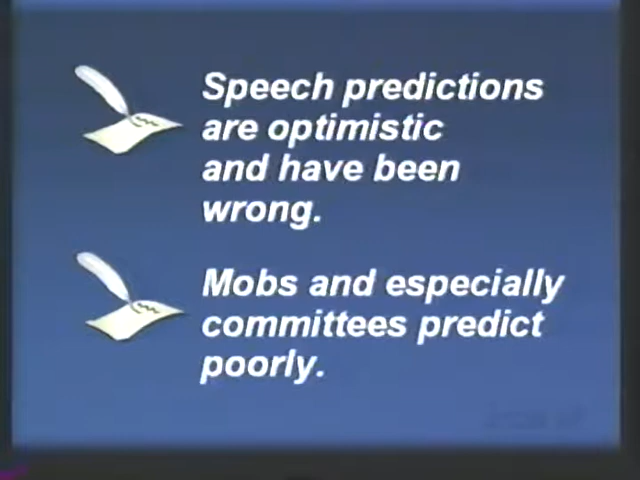 Speech predictions
are optimistic
and have been
wrong.
Mobs and especially
committees predict
poorly.